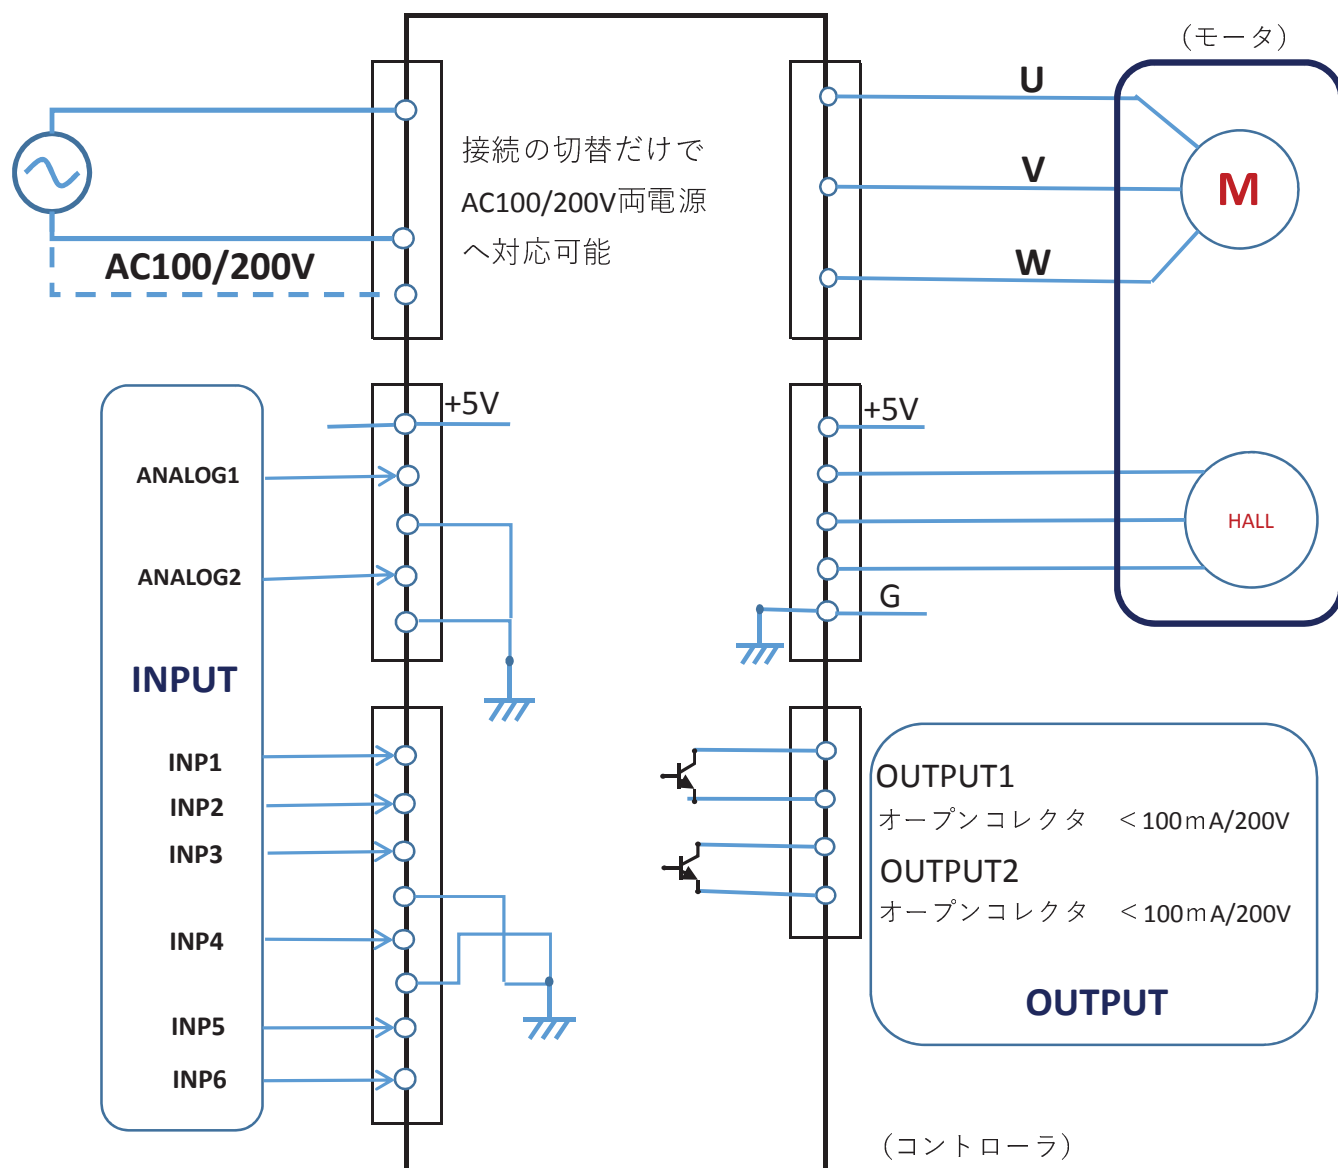 (モータ)
U
V
W
M
接続の切替だけで
AC100/200V両電源
へ対応可能
AC100/200V
+5V
+5V
ANALOG1
ANALOG2
HALL
G
INPUT
INP1
INP2
INP3
INP4
INP5
INP6
OUTPUT1
オープンコレクタ <100mA/200V
OUTPUT2
オープンコレクタ <100mA/200V
OUTPUT
(コントローラ)